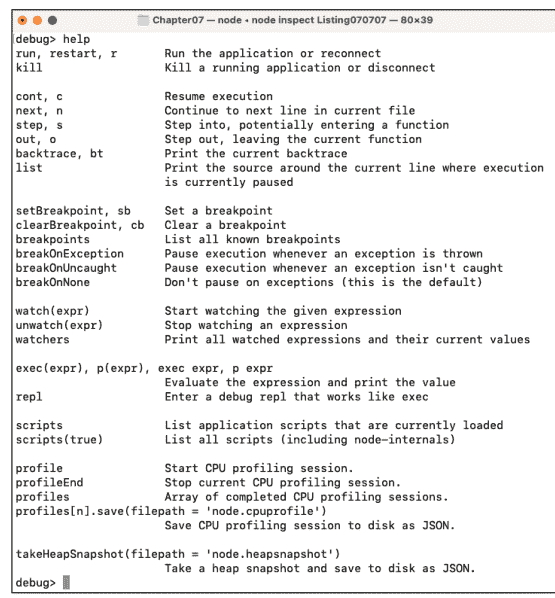 Chapter07 — node • node inspect Listing070707 — 80×39
debug> help
run, restart, r Run the application or reconnect
kill Kill a running application or disconnect
cont, c Resume execution
next, n Continue to next line in current file
step, s Step into, potentially entering a function
out, o Step out, leaving the current function
backtrace, bt Print the current backtrace
list Print the source around the current line where execution
is currently paused
setBreakpoint, sb Set a breakpoint
clearBreakpoint, cb Clear a breakpoint
breakpoints List all known breakpoints
breakOnException Pause execution whenever an exception is thrown
breakOnUncaught Pause execution whenever an exception isn't caught
breakOnNone Don't pause on exceptions (this is the default)
watch(expr) Start watching the given expression
unwatch(expr) Stop watching an expression
watchers Print all watched expressions and their current values
exec(expr), p(expr), exec expr, p expr
Evaluate the expression and print the value
repl Enter a debug repl that works like exec
scripts List application scripts that are currently loaded
scripts(true) List all scripts (including node-internals)
profile Start CPU profiling session.
profileEnd Stop current CPU profiling session.
profiles Array of completed CPU profiling sessions.
profiles[n].save(filepath = 'node.cpuprofile')
Save CPU profiling session to disk as JSON.
takeHeapSnapshot(filepath = 'node.heapsnapshot')
Take a heap snapshot and save to disk as JSON.
debug>